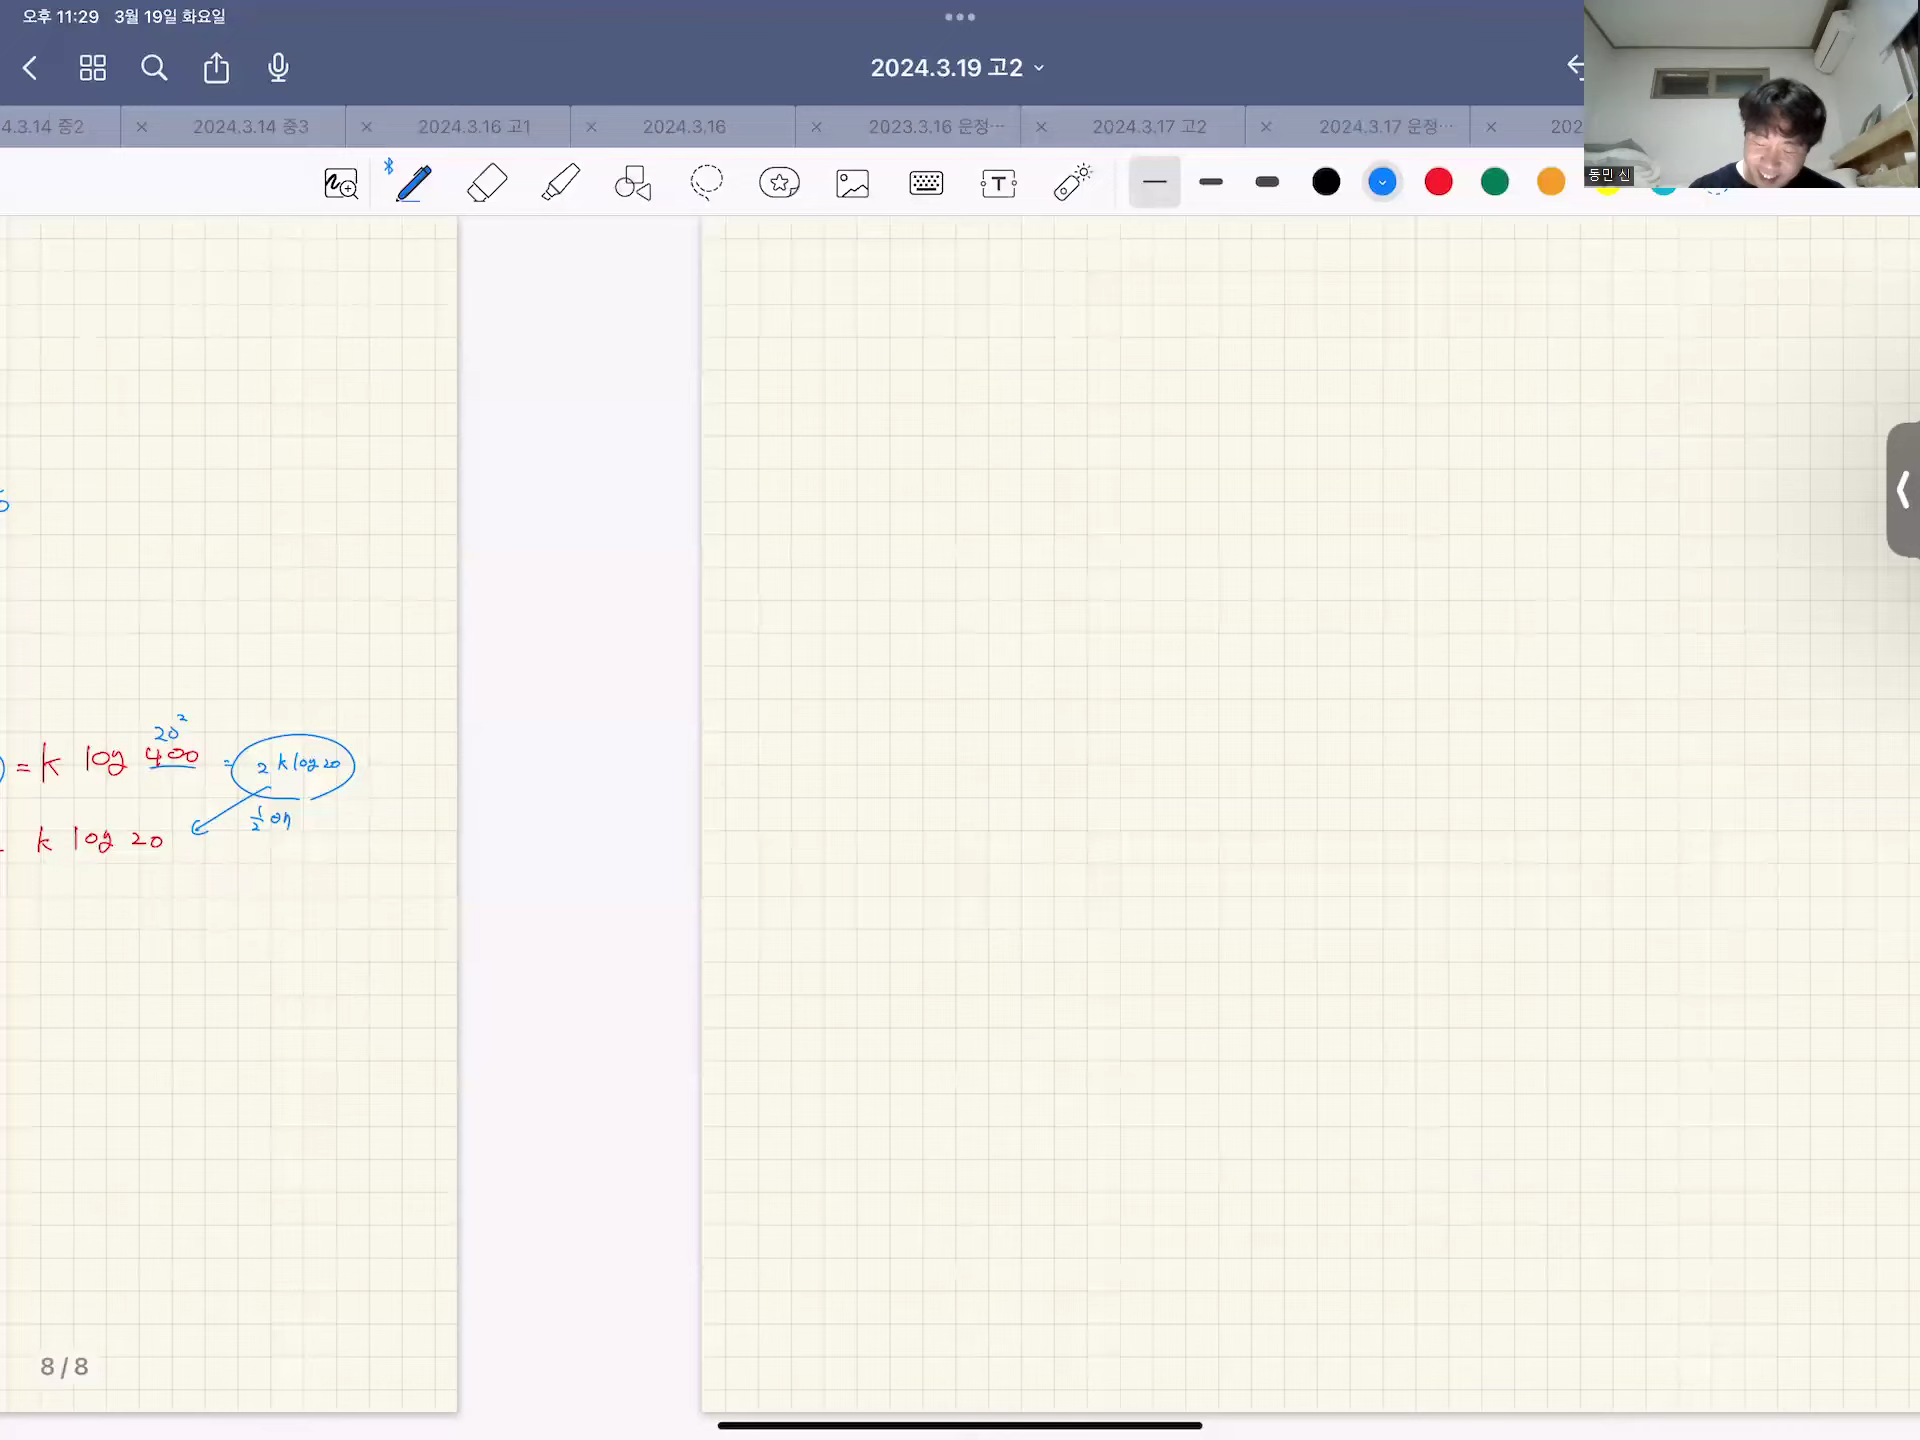 오후 11:29 3월 19일 화요일
2024.3.19 고2
4.3.14 중2
2024.3.14 중3
2024.3.16 고1
2024.3.16
2023.3.16 운정…
2024.3.17 고2
2024.3.17 운정…
202
동민 신
T
20²
= k log 400 = 2 k log 20
½ 이
k log 20
8 / 8